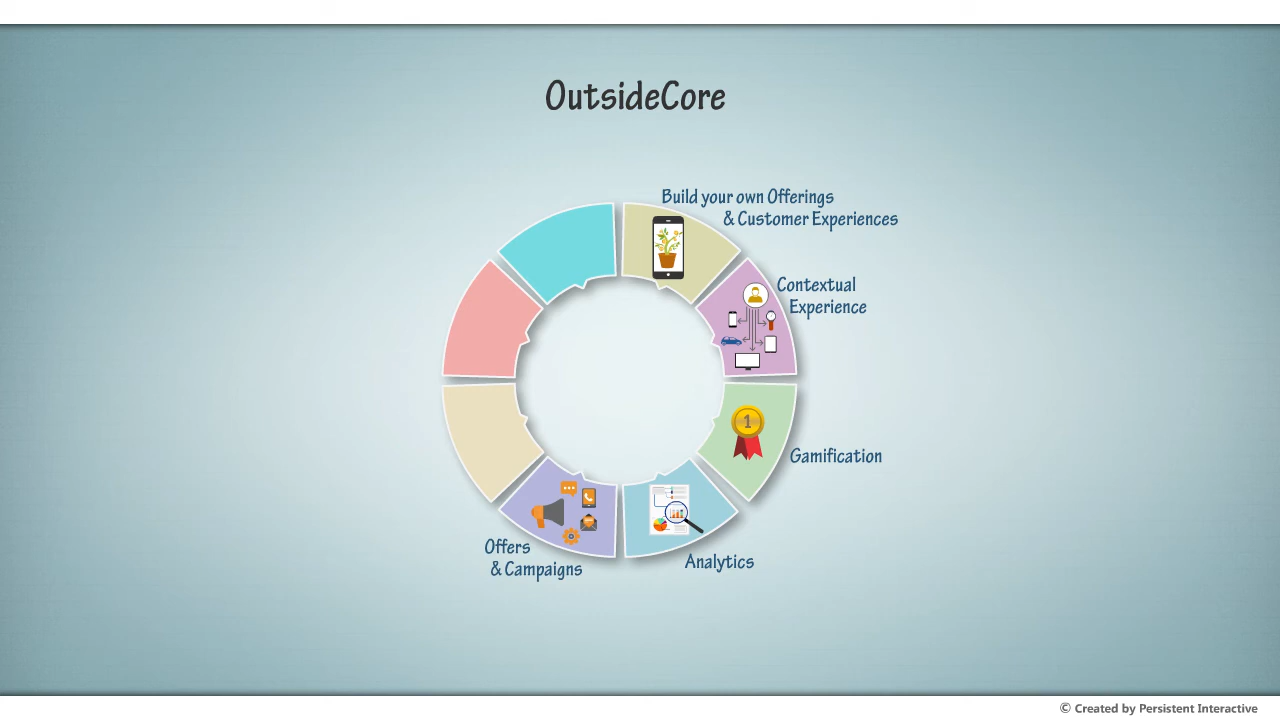 OutsideCore
Build your own Offerings
& Customer Experiences
Contextual
Experience
1
Gamification
Analytics
Offers
& Campaigns
© Created by Persistent Interactive